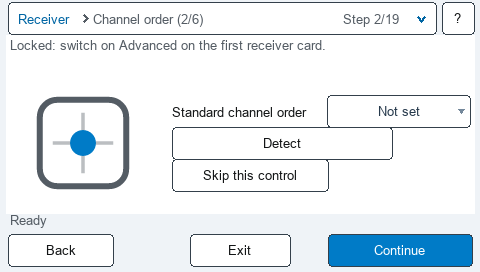 Receiver > Channel order (2/6) Step 2/19 ?
Locked: switch on Advanced on the first receiver card.
Standard channel order Not set
Detect
Skip this control
Ready
Back Exit Continue